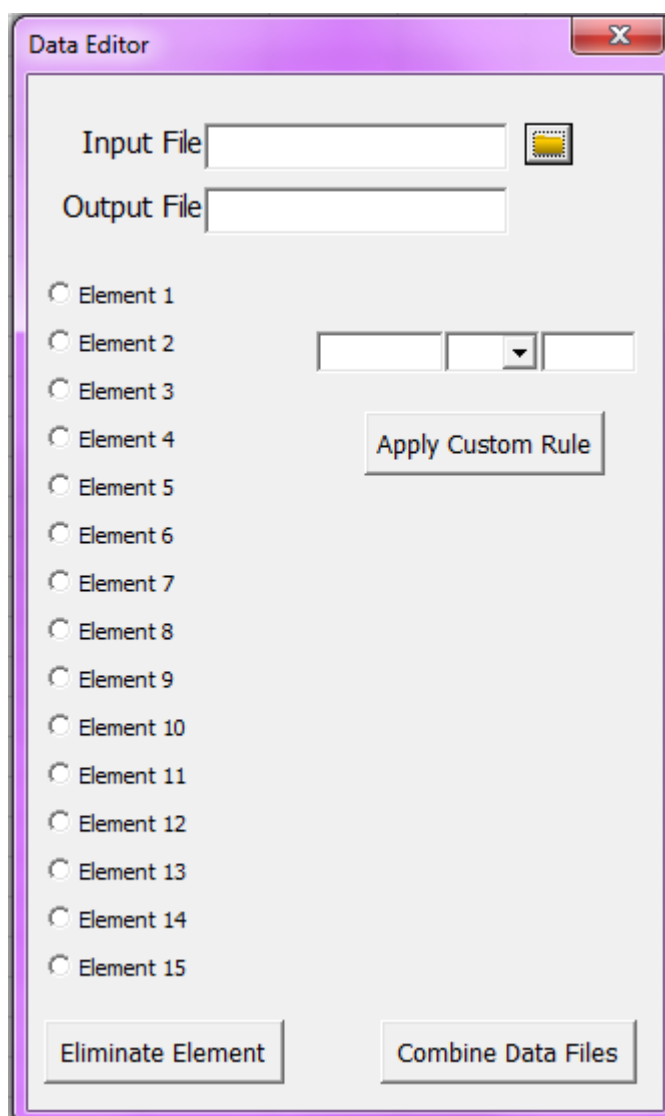 Data Editor
Input File
Output File
Element 1
Element 2
Element 3
Element 4
Apply Custom Rule
Element 5
Element 6
Element 7
Element 8
Element 9
Element 10
Element 11
Element 12
Element 13
Element 14
Element 15
Eliminate Element
Combine Data Files